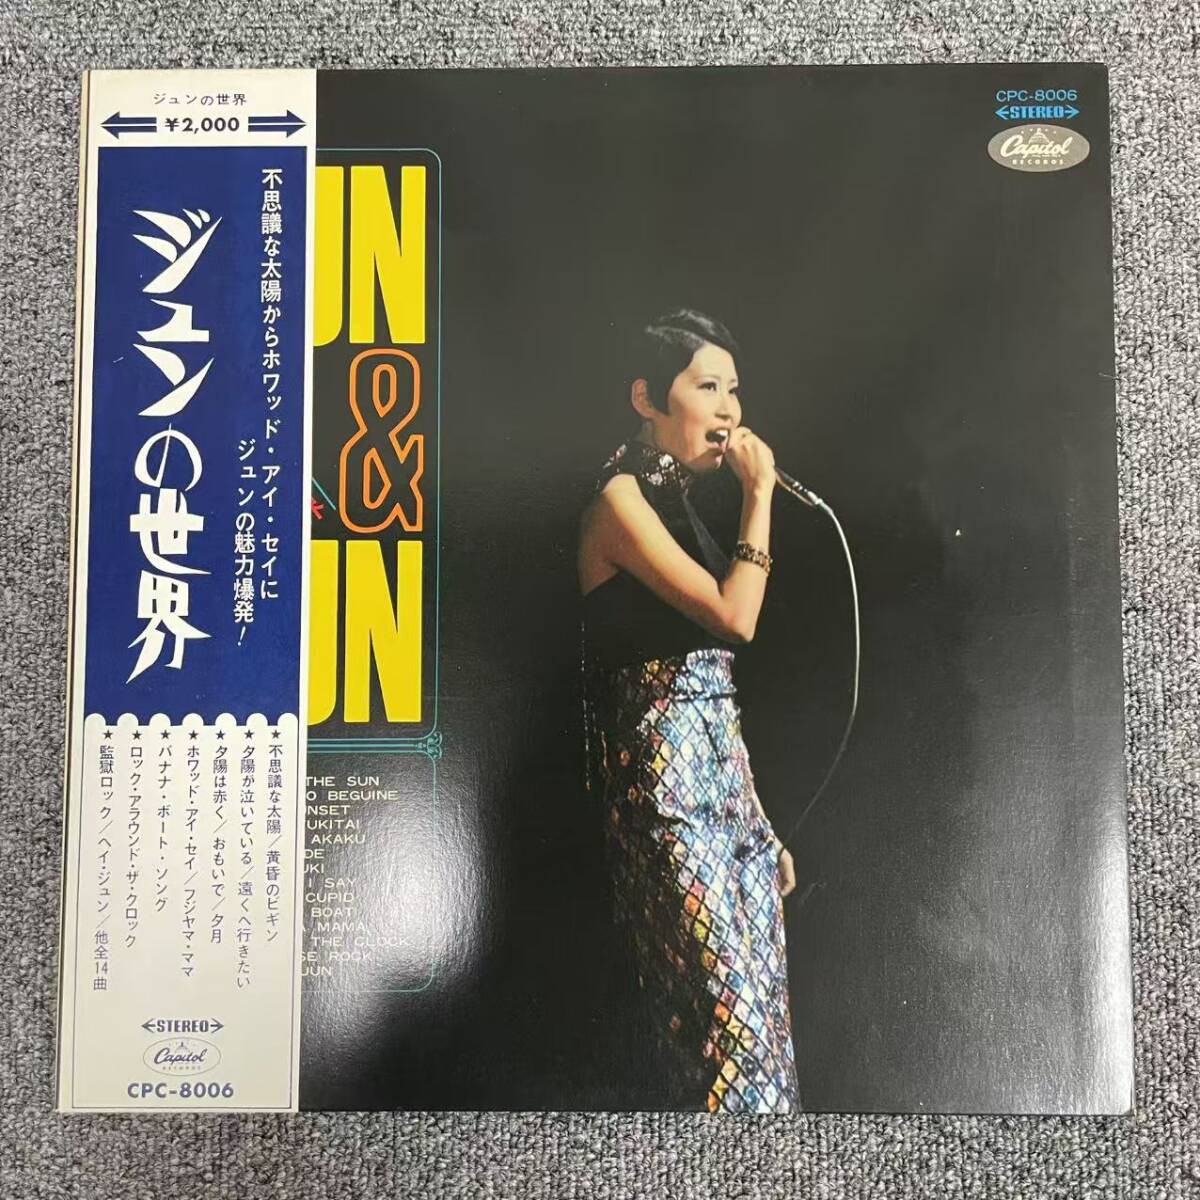 ジュンの世界
¥2,000
不思議な太陽からホワッド・アイ・セイに
ジュンの魅力爆発!
ジュンの世界
★不思議な太陽/黄昏のビギン
★夕陽が泣いている/遠くへ行きたい
★夕陽は赤く/おもいで/夕月
★ホワッド・アイ・セイ/フジヤマ・ママ
★バナナ・ボート・ソング
★ロック・アラウンド・ザ・クロック
★監獄ロック/ヘイ・ジュン/他全14曲
STEREO
Capitol
RECORDS
CPC-8006
UN
&
UN
THE SUN
O BEGUINE
UNSET
UKITAI
AKAKU
DE
UKI
I SAY
CUPID
BOAT
A MAMA
THE CLOCK
SE ROCK
JUN
CPC-8006
STEREO
Capitol
RECORDS